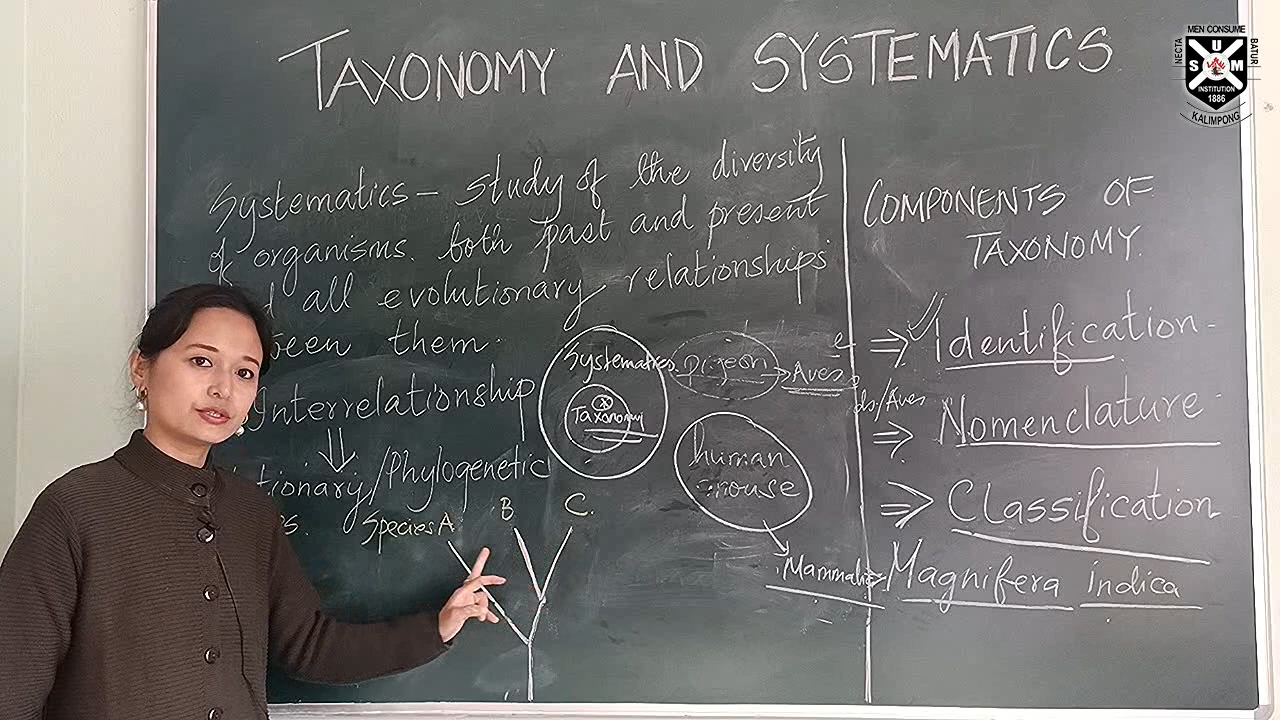 TAXONOMY AND SYSTEMATICS
Systematics - study of the diversity
of organisms. both past and present
all evolutionary relationships
them.
Interrelationship
/Phylogenetic
Species A B C.
Systematics
Taxonomy
Pigeon → Aves
human
mouse
Mammalia
COMPONENTS OF
TAXONOMY.
⇒ Identification -
⇒ Nomenclature -
⇒ Classification
Magnifera indica
MEN CONSUME
NECTA
BATUR
S U M
INSTITUTION
1886
KALIMPONG